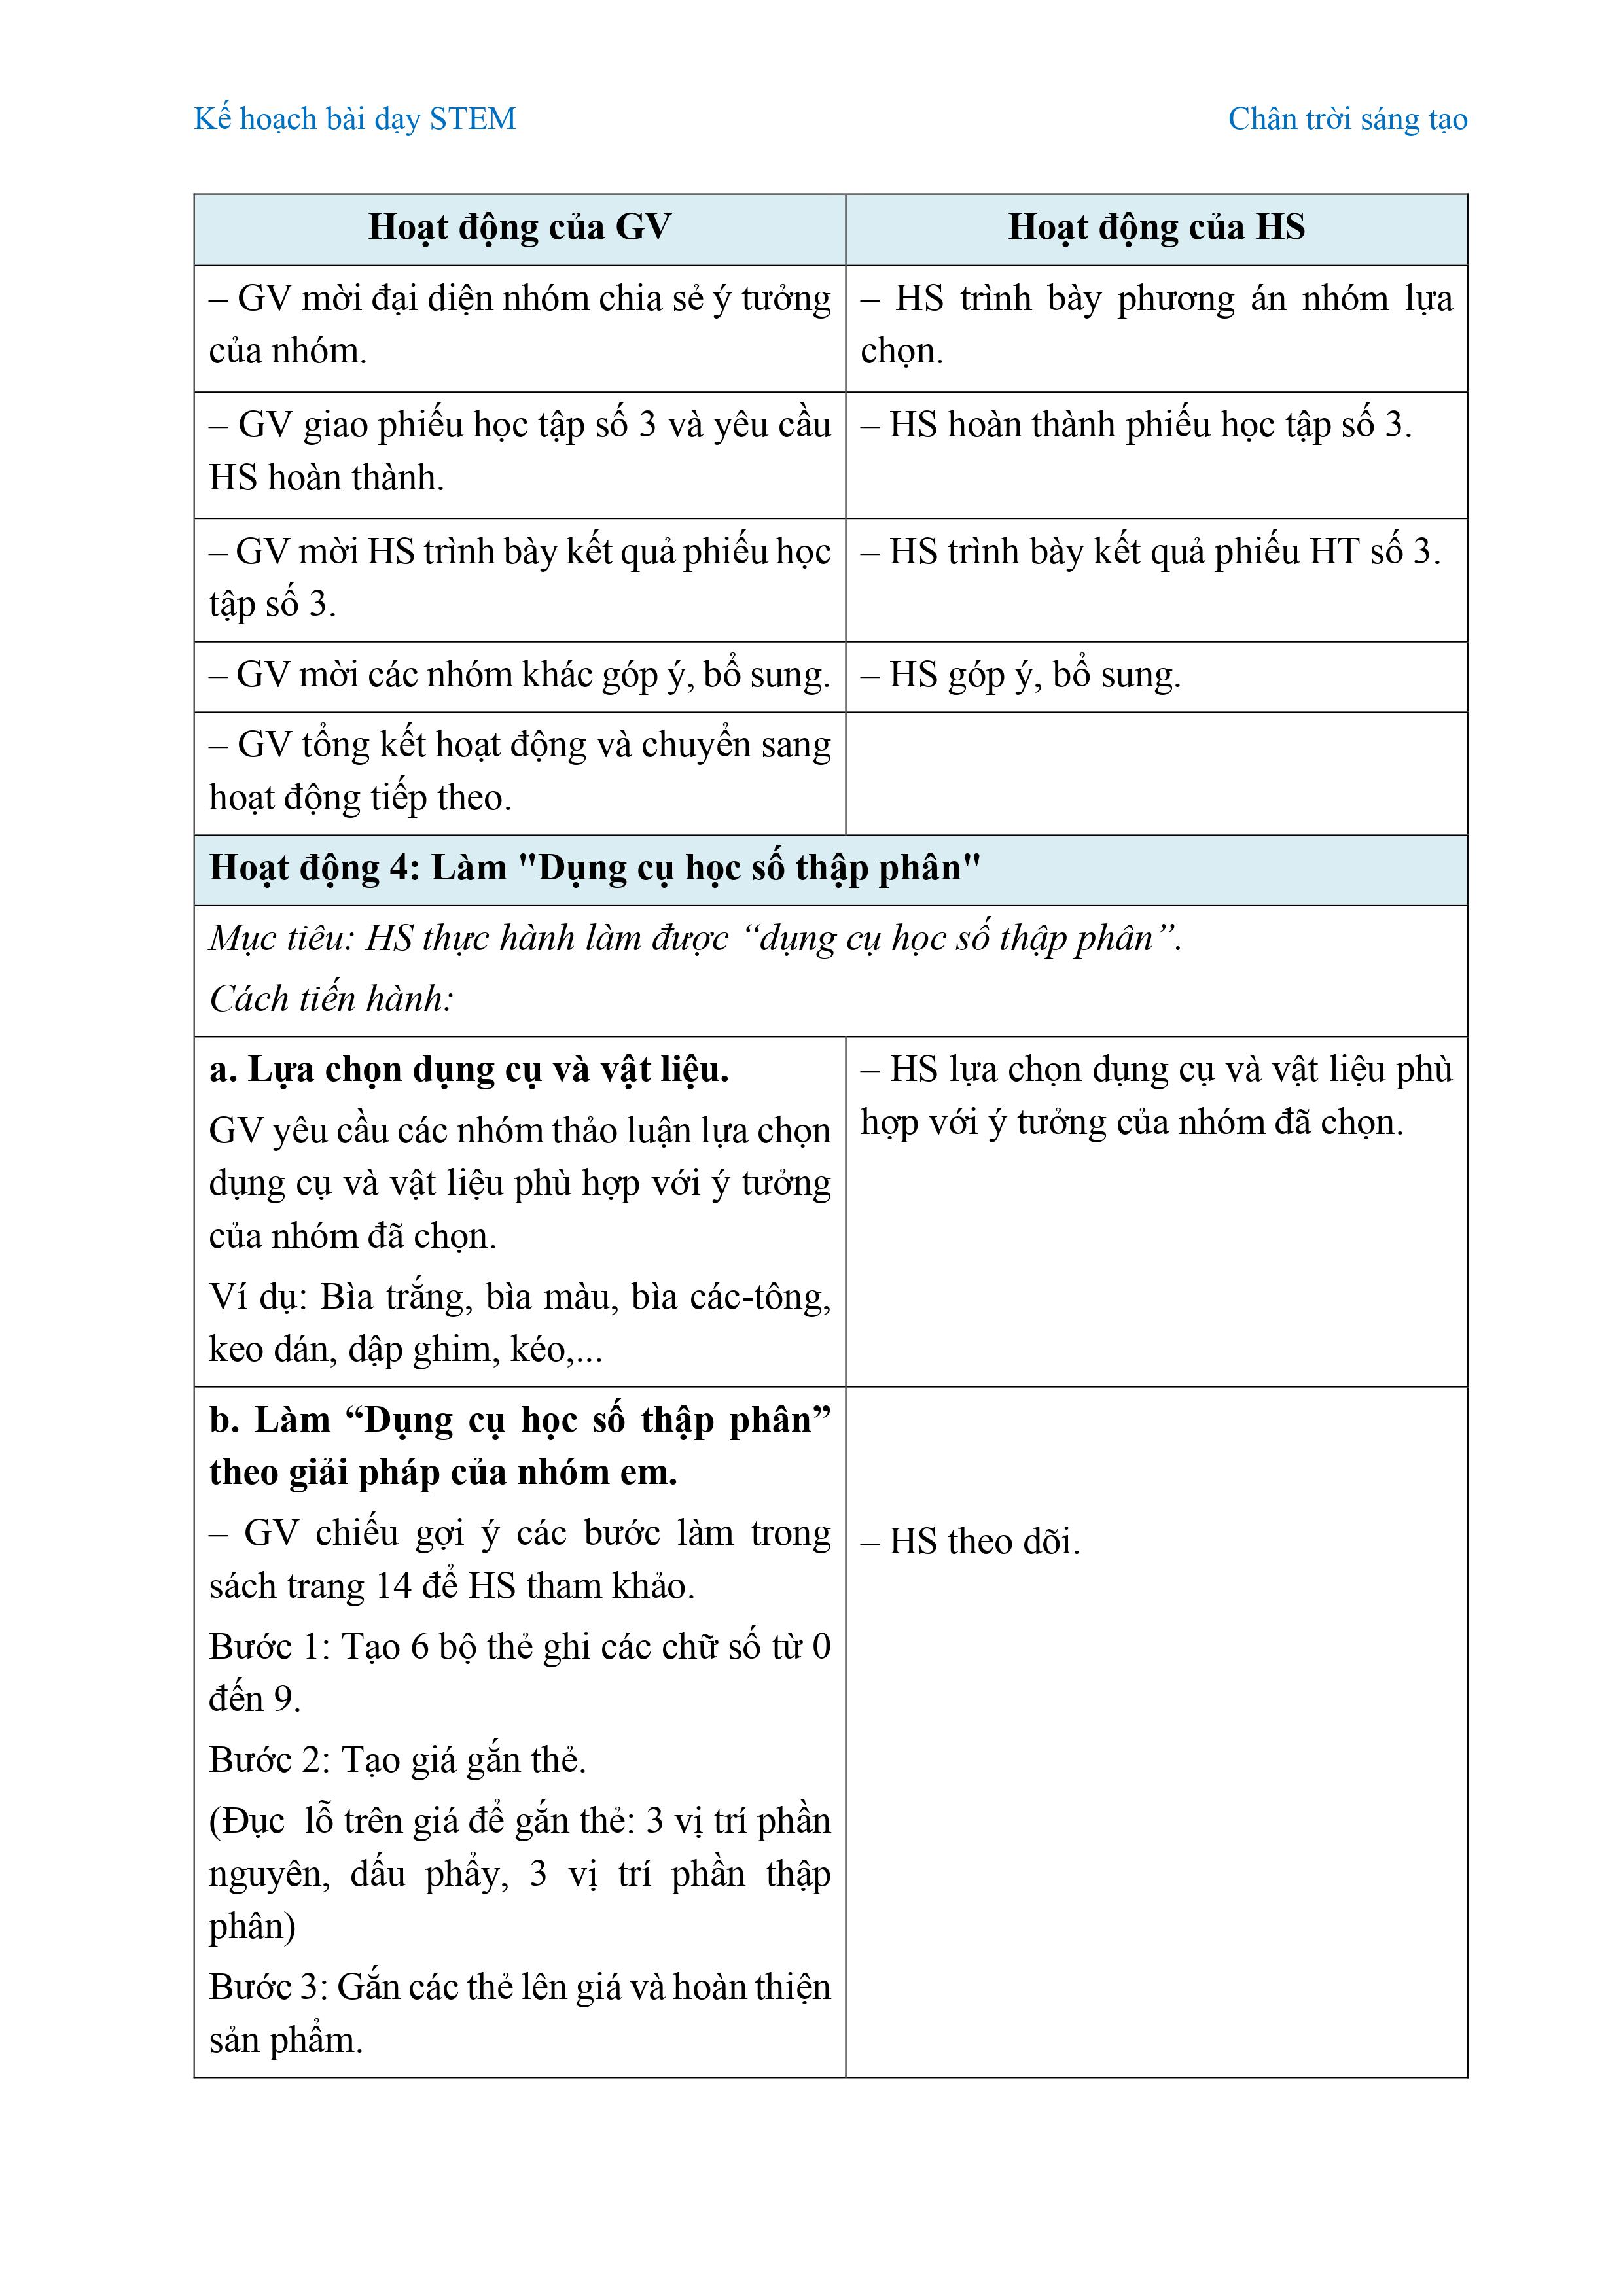 Kế hoạch bài dạy STEM
Chân trời sáng tạo
Hoạt động của GV
Hoạt động của HS
– GV mời đại diện nhóm chia sẻ ý tưởng
của nhóm.
– HS trình bày phương án nhóm lựa
chọn.
– GV giao phiếu học tập số 3 và yêu cầu
HS hoàn thành.
– HS hoàn thành phiếu học tập số 3.
– GV mời HS trình bày kết quả phiếu học
tập số 3.
– HS trình bày kết quả phiếu HT số 3.
– GV mời các nhóm khác góp ý, bổ sung.
– HS góp ý, bổ sung.
– GV tổng kết hoạt động và chuyển sang
hoạt động tiếp theo.
Hoạt động 4: Làm "Dụng cụ học số thập phân"
Mục tiêu: HS thực hành làm được “dụng cụ học số thập phân”.
Cách tiến hành:
a. Lựa chọn dụng cụ và vật liệu.
GV yêu cầu các nhóm thảo luận lựa chọn
dụng cụ và vật liệu phù hợp với ý tưởng
của nhóm đã chọn.
Ví dụ: Bìa trắng, bìa màu, bìa các-tông,
keo dán, dập ghim, kéo,...
– HS lựa chọn dụng cụ và vật liệu phù
hợp với ý tưởng của nhóm đã chọn.
b. Làm “Dụng cụ học số thập phân”
theo giải pháp của nhóm em.
– GV chiếu gợi ý các bước làm trong
sách trang 14 để HS tham khảo.
Bước 1: Tạo 6 bộ thẻ ghi các chữ số từ 0
đến 9.
Bước 2: Tạo giá gắn thẻ.
(Đục lỗ trên giá để gắn thẻ: 3 vị trí phần
nguyên, dấu phẩy, 3 vị trí phần thập
phân)
Bước 3: Gắn các thẻ lên giá và hoàn thiện
sản phẩm.
– HS theo dõi.